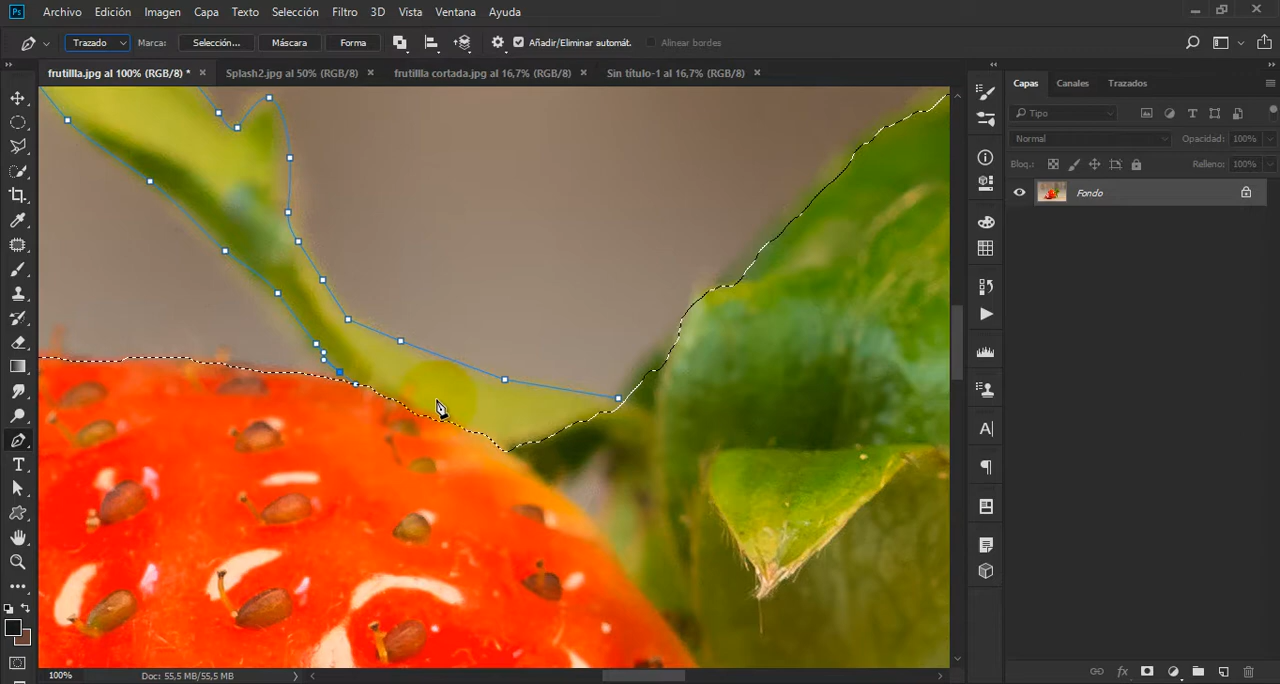 Ps Archivo Edición Imagen Capa Texto Selección Filtro 3D Vista Ventana Ayuda
Trazado Marca: Selección... Máscara Forma Añadir/Eliminar automát. Alinear bordes
frutillla.jpg al 100% (RGB/8) * × Splash2.jpg al 50% (RGB/8) × frutillla cortada.jpg al 16,7% (RGB/8) × Sin título-1 al 16,7% (RGB/8) ×
Capas Canales Trazados
Tipo
Normal Opacidad: 100%
Bloq.: Relleno: 100%
Fondo
100% Doc: 55,5 MB/55,5 MB